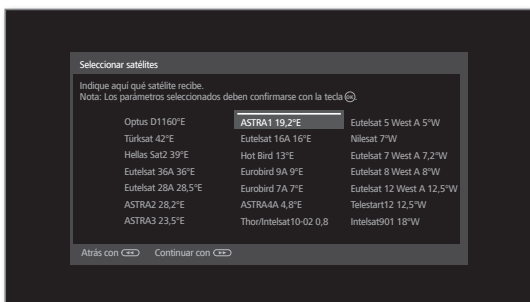 Seleccionar satélites
Indique aquí qué satélite recibe.
Nota: Los parámetros seleccionados deben confirmarse con la tecla OK.
Optus D1160°E
ASTRA1 19,2°E
Eutelsat 5 West A 5°W
Türksat 42°E
Eutelsat 16A 16°E
Nilesat 7°W
Hellas Sat2 39°E
Hot Bird 13°E
Eutelsat 7 West A 7,2°W
Eutelsat 36A 36°E
Eurobird 9A 9°E
Eutelsat 8 West A 8°W
Eutelsat 28A 28,5°E
Eurobird 7A 7°E
Eutelsat 12 West A 12,5°W
ASTRA2 28,2°E
ASTRA4A 4,8°E
Telestart12 12,5°W
ASTRA3 23,5°E
Thor/Intelsat10-02 0,8
Intelsat901 18°W
Atrás con
Continuar con